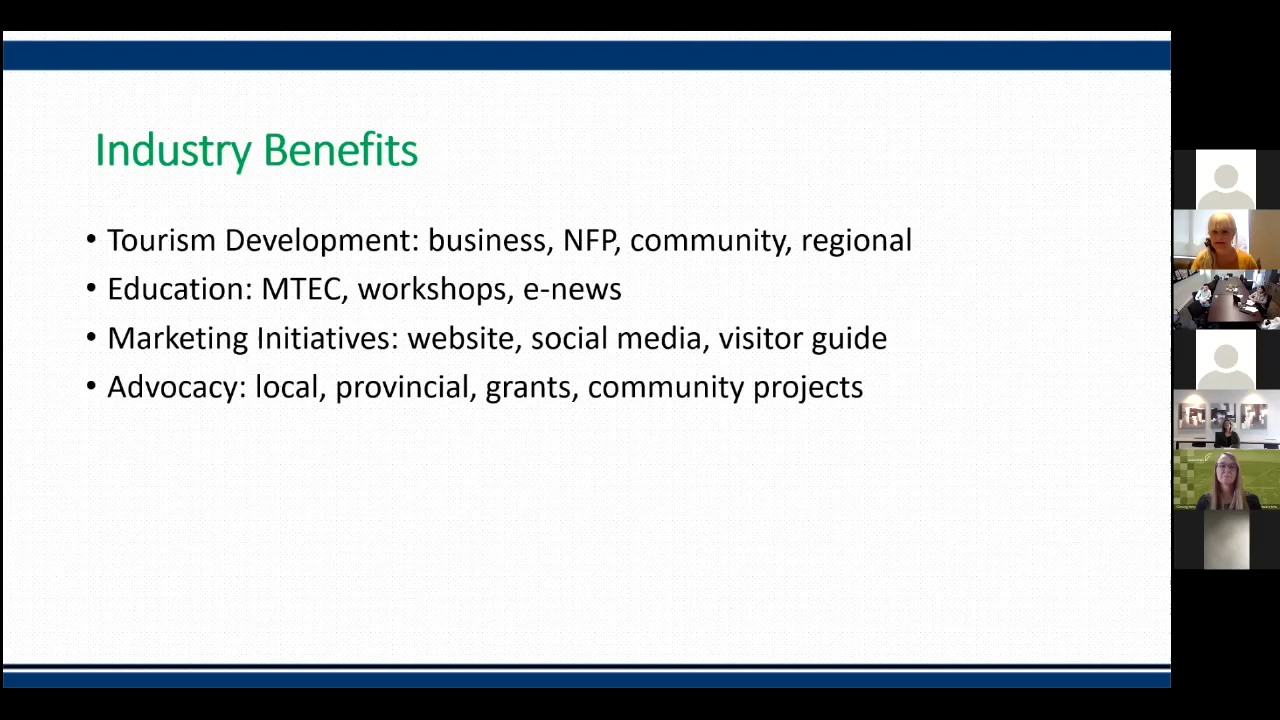 Industry Benefits
• Tourism Development: business, NFP, community, regional
• Education: MTEC, workshops, e-news
• Marketing Initiatives: website, social media, visitor guide
• Advocacy: local, provincial, grants, community projects